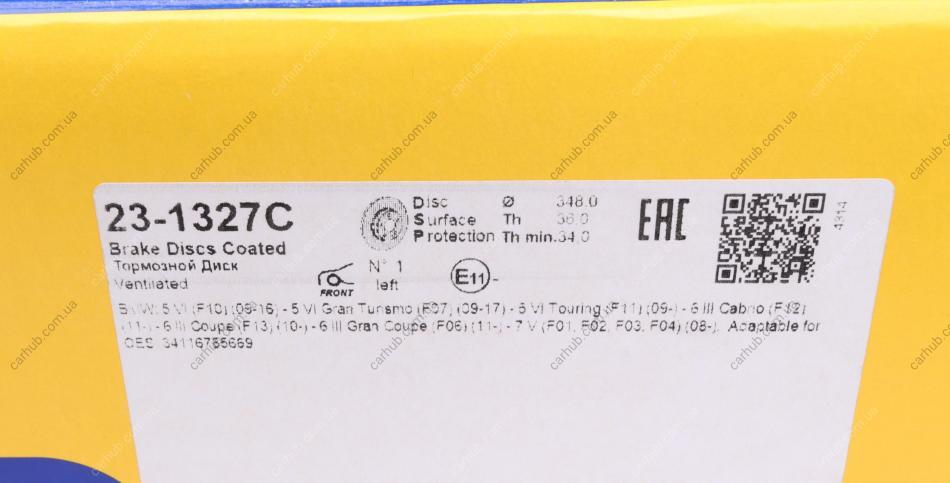 23-1327C
Brake Discs Coated
Тормозной Диск
Ventilated
FRONT
N° 1
left
Disc Ø 348.0
Surface Th 36.0
Protection Th min. 34.0
E11 -
EAC
4314
BMW: 5 VI (F10) (09-16) - 5 VI Gran Turismo (F07) (09-17) - 5 VI Touring (F11) (09-) - 6 III Cabrio (F12)
(11-) - 6 III Coupe(F13) (10-) - 6 III Gran Coupe (F06) (11-) - 7 V (F01, F02, F03, F04) (08-). Adaptable for
OES: 34116785669
carhub.com.ua